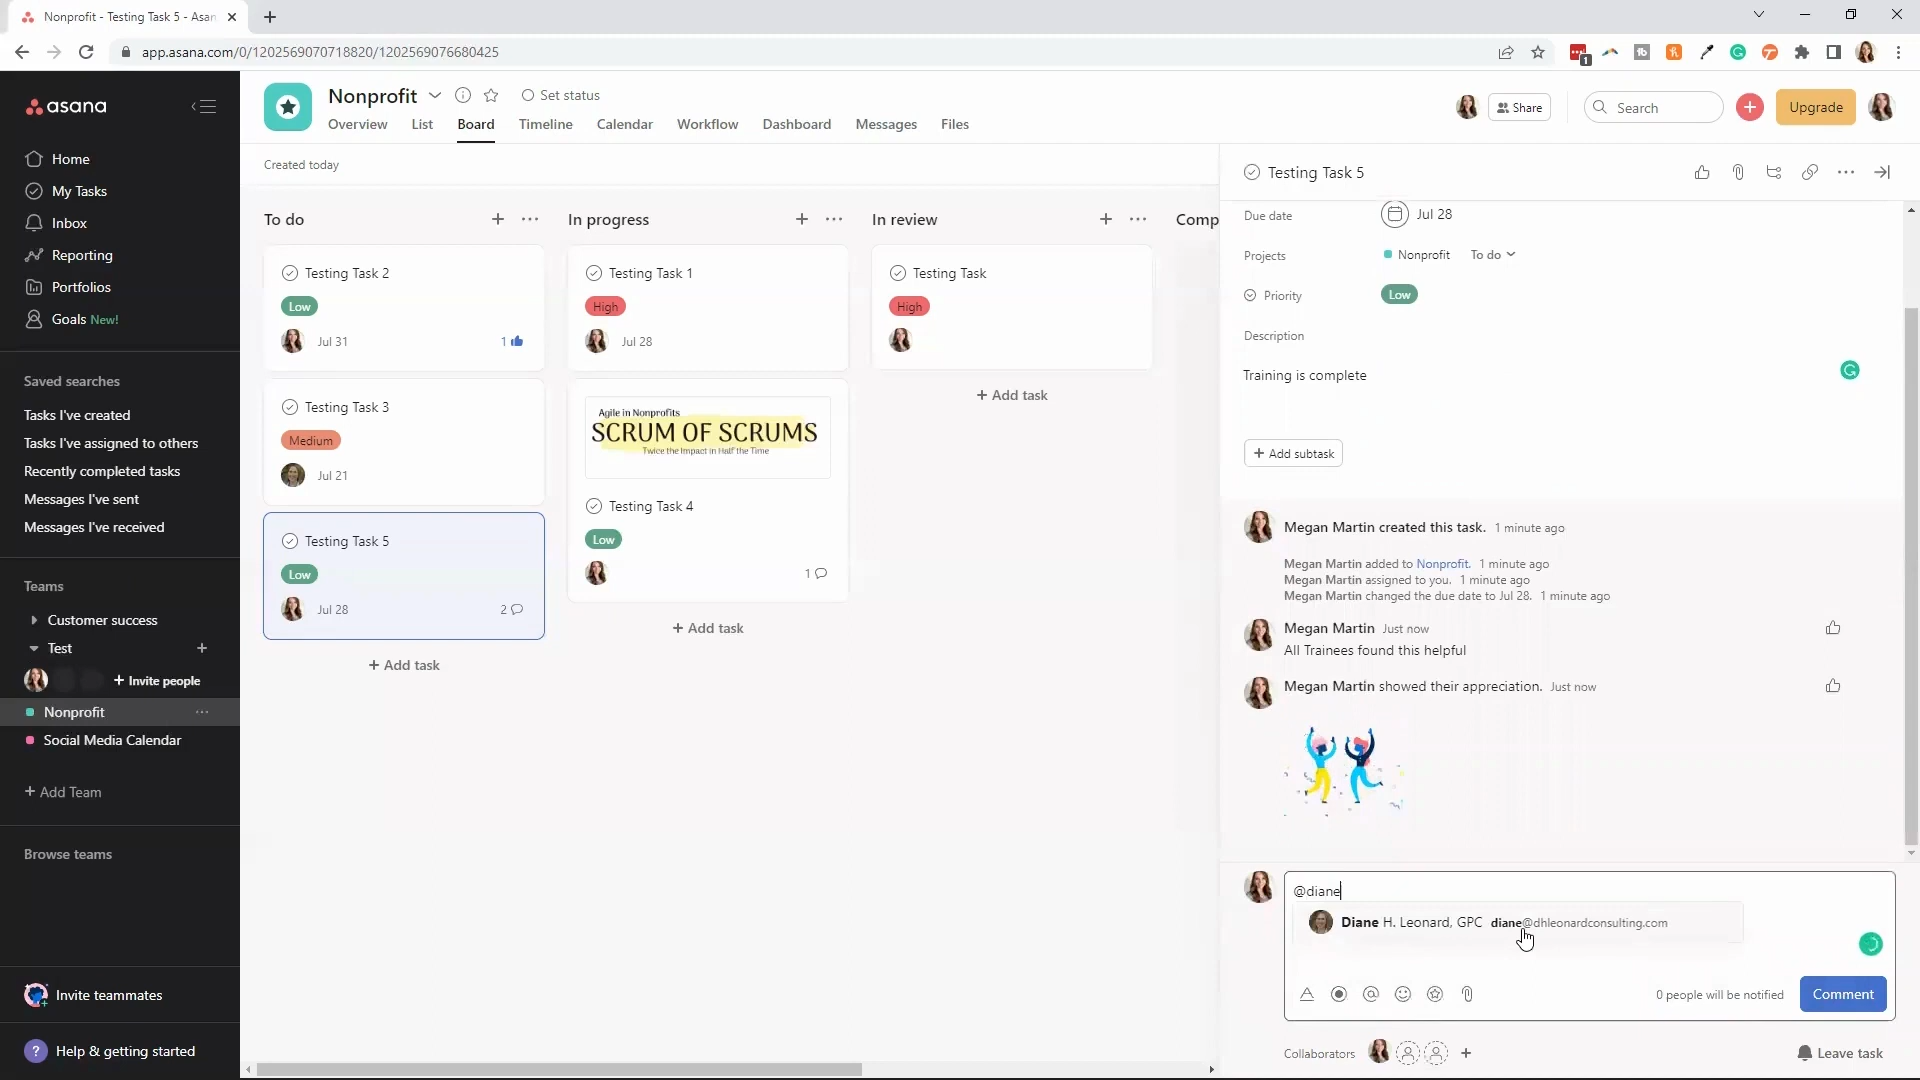 Nonprofit - Testing Task 5 - Asan
app.asana.com/0/1202569070718820/1202569076680425
1
asana
Home
My Tasks
Inbox
Reporting
Portfolios
Goals New!
Saved searches
Tasks I've created
Tasks I've assigned to others
Recently completed tasks
Messages I've sent
Messages I've received
Teams
Customer success
Test
+ Invite people
Nonprofit
Social Media Calendar
+ Add Team
Browse teams
Invite teammates
? Help & getting started
Nonprofit
Set status
Overview
List
Board
Timeline
Calendar
Workflow
Dashboard
Messages
Files
Share
Search
Upgrade
Created today
To do
Testing Task 2
Low
Jul 31
1
Testing Task 3
Medium
Jul 21
Testing Task 5
Low
Jul 28
2
+ Add task
In progress
Testing Task 1
High
Jul 28
Agile in Nonprofits
SCRUM OF SCRUMS
Twice the Impact in Half the Time
Testing Task 4
Low
1
+ Add task
In review
Testing Task
High
+ Add task
Comp
Testing Task 5
Due date
Jul 28
Projects
Nonprofit
To do
Priority
Low
Description
Training is complete
+ Add subtask
Megan Martin created this task. 1 minute ago
Megan Martin added to Nonprofit. 1 minute ago
Megan Martin assigned to you. 1 minute ago
Megan Martin changed the due date to Jul 28. 1 minute ago
Megan Martin Just now
All Trainees found this helpful
Megan Martin showed their appreciation. Just now
@diane
Diane H. Leonard, GPC diane@dhleonardconsulting.com
0 people will be notified
Comment
Collaborators
Leave task